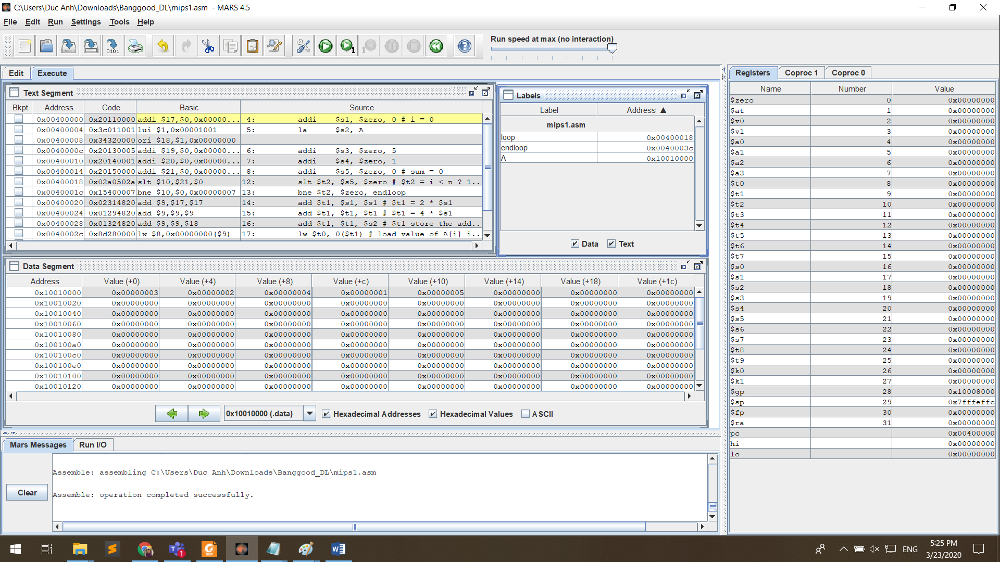 C:\Users\Duc Anh\Downloads\Banggood_DL\mips1.asm - MARS 4.5
File Edit Run Settings Tools Help
Run speed at max (no interaction)
Edit Execute
Text Segment
Bkpt Address Code Basic Source
0x00400000 0x20110000 addi $17,$0,0x00000... 4: addi $s1, $zero, 0 # i = 0
0x00400004 0x3c011001 lui $1,0x00001001 5: la $s2, A
0x00400008 0x34320000 ori $18,$1,0x00000000
0x0040000c 0x20130005 addi $19,$0,0x00000... 6: addi $s3, $zero, 5
0x00400010 0x20140001 addi $20,$0,0x00000... 7: addi $s4, $zero, 1
0x00400014 0x20150000 addi $21,$0,0x00000... 8: addi $s5, $zero, 0 # sum = 0
0x00400018 0x02a0502a slt $10,$21,$0 12: slt $t2, $s5, $zero # $t2 = i < n ? 1...
0x0040001c 0x15400007 bne $10,$0,0x00000007 13: bne $t2, $zero, endloop
0x00400020 0x02314820 add $9,$17,$17 14: add $t1, $s1, $s1 # $t1 = 2 * $s1
0x00400024 0x01294820 add $9,$9,$9 15: add $t1, $t1, $t1 # $t1 = 4 * $s1
0x00400028 0x01324820 add $9,$9,$18 16: add $t1, $t1, $s2 # $t1 store the add...
0x0040002c 0x8d280000 lw $8,0x00000000($9) 17: lw $t0, 0($t1) # load value of A[i] i...
Labels
Label Address ▲
mips1.asm
loop 0x00400018
endloop 0x0040003c
A 0x10010000
Data Text
Data Segment
Address Value (+0) Value (+4) Value (+8) Value (+c) Value (+10) Value (+14) Value (+18) Value (+1c)
0x10010000 0x00000003 0x00000002 0x00000004 0x00000001 0x00000005 0x00000000 0x00000000 0x00000000
0x10010020 0x00000000 0x00000000 0x00000000 0x00000000 0x00000000 0x00000000 0x00000000 0x00000000
0x10010040 0x00000000 0x00000000 0x00000000 0x00000000 0x00000000 0x00000000 0x00000000 0x00000000
0x10010060 0x00000000 0x00000000 0x00000000 0x00000000 0x00000000 0x00000000 0x00000000 0x00000000
0x10010080 0x00000000 0x00000000 0x00000000 0x00000000 0x00000000 0x00000000 0x00000000 0x00000000
0x100100a0 0x00000000 0x00000000 0x00000000 0x00000000 0x00000000 0x00000000 0x00000000 0x00000000
0x100100c0 0x00000000 0x00000000 0x00000000 0x00000000 0x00000000 0x00000000 0x00000000 0x00000000
0x100100e0 0x00000000 0x00000000 0x00000000 0x00000000 0x00000000 0x00000000 0x00000000 0x00000000
0x10010100 0x00000000 0x00000000 0x00000000 0x00000000 0x00000000 0x00000000 0x00000000 0x00000000
0x10010120 0x00000000 0x00000000 0x00000000 0x00000000 0x00000000 0x00000000 0x00000000 0x00000000
0x10010000 (.data) Hexadecimal Addresses Hexadecimal Values ASCII
Mars Messages Run I/O
Assemble: assembling C:\Users\Duc Anh\Downloads\Banggood_DL\mips1.asm
Clear
Assemble: operation completed successfully.
Registers Coproc 1 Coproc 0
Name Number Value
$zero 0 0x00000000
$at 1 0x00000000
$v0 2 0x00000000
$v1 3 0x00000000
$a0 4 0x00000000
$a1 5 0x00000000
$a2 6 0x00000000
$a3 7 0x00000000
$t0 8 0x00000000
$t1 9 0x00000000
$t2 10 0x00000000
$t3 11 0x00000000
$t4 12 0x00000000
$t5 13 0x00000000
$t6 14 0x00000000
$t7 15 0x00000000
$s0 16 0x00000000
$s1 17 0x00000000
$s2 18 0x00000000
$s3 19 0x00000000
$s4 20 0x00000000
$s5 21 0x00000000
$s6 22 0x00000000
$s7 23 0x00000000
$t8 24 0x00000000
$t9 25 0x00000000
$k0 26 0x00000000
$k1 27 0x00000000
$gp 28 0x10008000
$sp 29 0x7fffeffc
$fp 30 0x00000000
$ra 31 0x00000000
pc 0x00400000
hi 0x00000000
lo 0x00000000
ENG
5:25 PM
3/23/2020